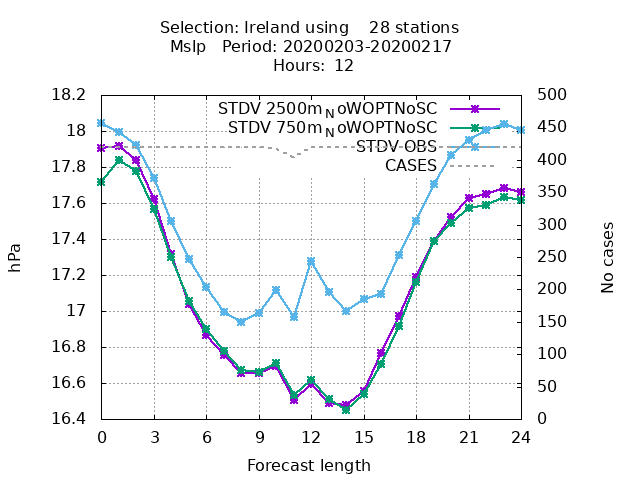 Selection: Ireland using    28 stations
Mslp   Period: 20200203-20200217
Hours:  12
STDV 2500m_NoWOPTNoSC
STDV 750m_NoWOPTNoSC
STDV OBS
CASES
18.2
18
17.8
17.6
17.4
17.2
17
16.8
16.6
16.4
hPa
500
450
400
350
300
250
200
150
100
50
0
No cases
0 3 6 9 12 15 18 21 24
Forecast length